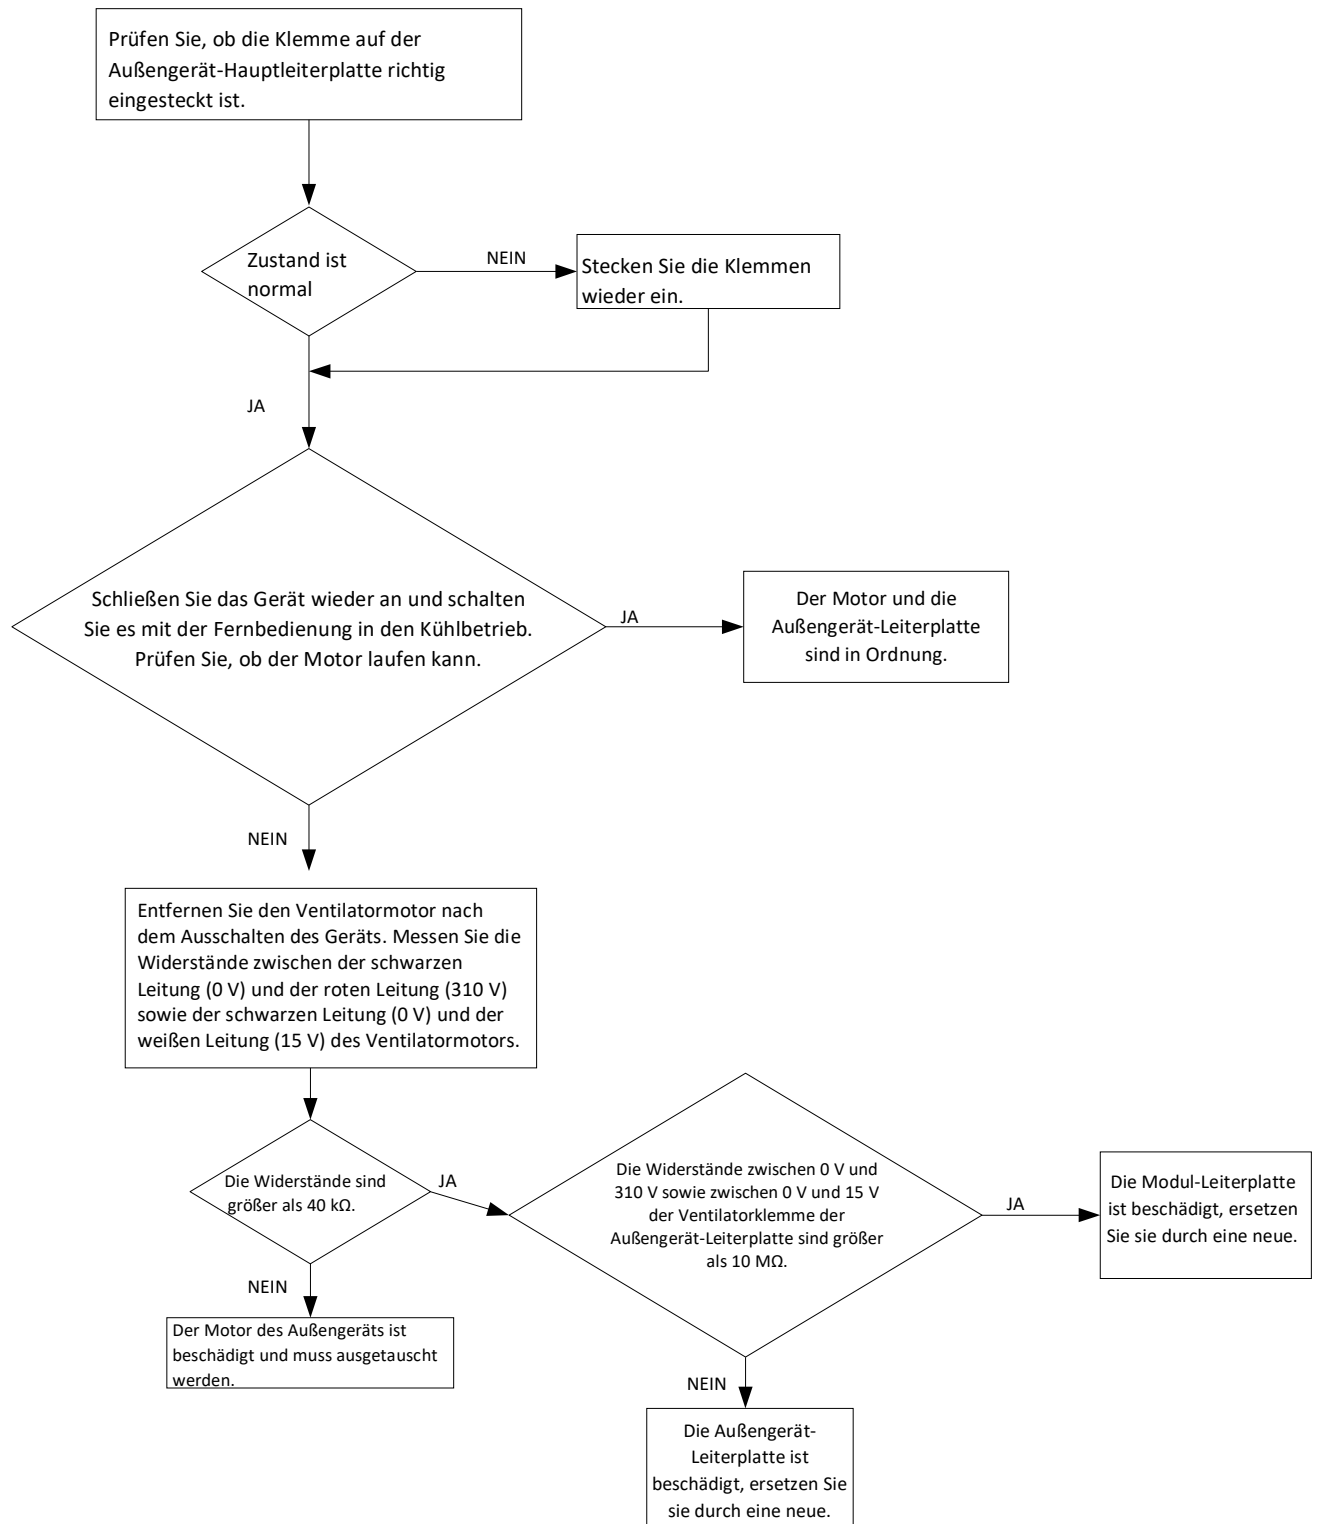 Prüfen Sie, ob die Klemme auf der
Außengerät-Hauptleiterplatte richtig
eingesteckt ist.
Zustand ist
normal
NEIN
Stecken Sie die Klemmen
wieder ein.
JA
Schließen Sie das Gerät wieder an und schalten
Sie es mit der Fernbedienung in den Kühlbetrieb.
Prüfen Sie, ob der Motor laufen kann.
JA
Der Motor und die
Außengerät-Leiterplatte
sind in Ordnung.
NEIN
Entfernen Sie den Ventilatormotor nach
dem Ausschalten des Geräts. Messen Sie die
Widerstände zwischen der schwarzen
Leitung (0 V) und der roten Leitung (310 V)
sowie der schwarzen Leitung (0 V) und der
weißen Leitung (15 V) des Ventilatormotors.
Die Widerstände sind
größer als 40 kΩ.
JA
Die Widerstände zwischen 0 V und
310 V sowie zwischen 0 V und 15 V
der Ventilatorklemme der
Außengerät-Leiterplatte sind größer
als 10 MΩ.
JA
Die Modul-Leiterplatte
ist beschädigt, ersetzen
Sie sie durch eine neue.
NEIN
Der Motor des Außengeräts ist
beschädigt und muss ausgetauscht
werden.
NEIN
Die Außengerät-
Leiterplatte ist
beschädigt, ersetzen Sie
sie durch eine neue.